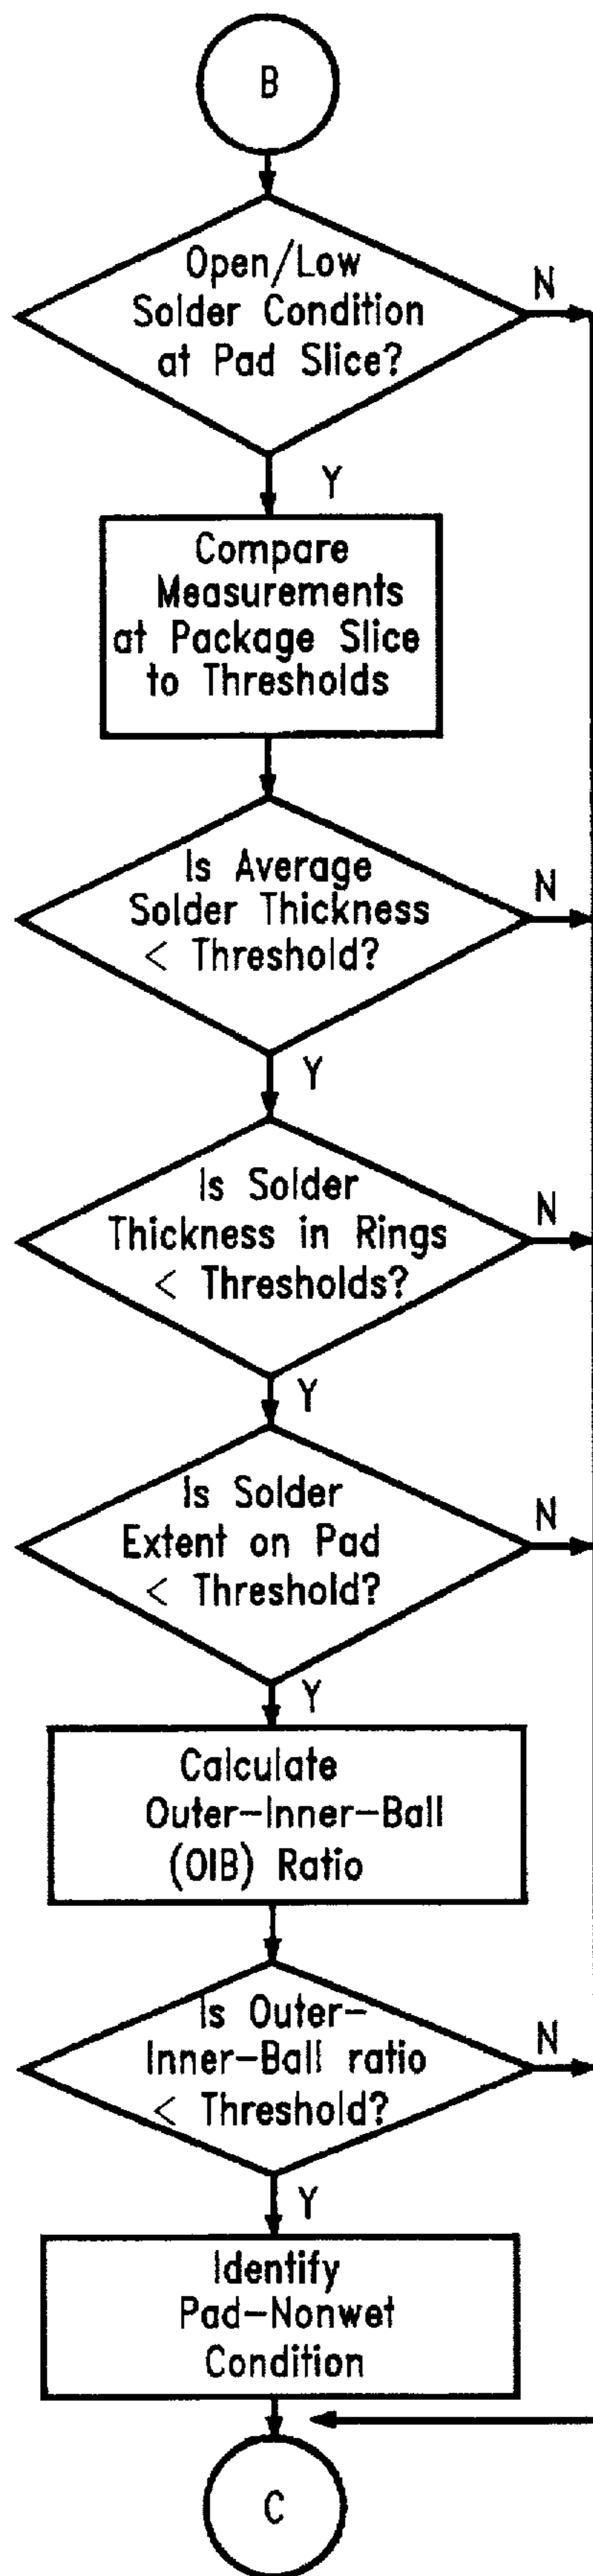 B
Open/Low
Solder Condition
at Pad Slice?
N
Y
Compare
Measurements
at Package Slice
to Thresholds
Is Average
Solder Thickness
< Threshold?
N
Y
Is Solder
Thickness in Rings
< Thresholds?
N
Y
Is Solder
Extent on Pad
< Threshold?
N
Y
Calculate
Outer-Inner-Ball
(OIB) Ratio
Is Outer-
Inner-Ball ratio
< Threshold?
N
Y
Identify
Pad-Nonwet
Condition
C